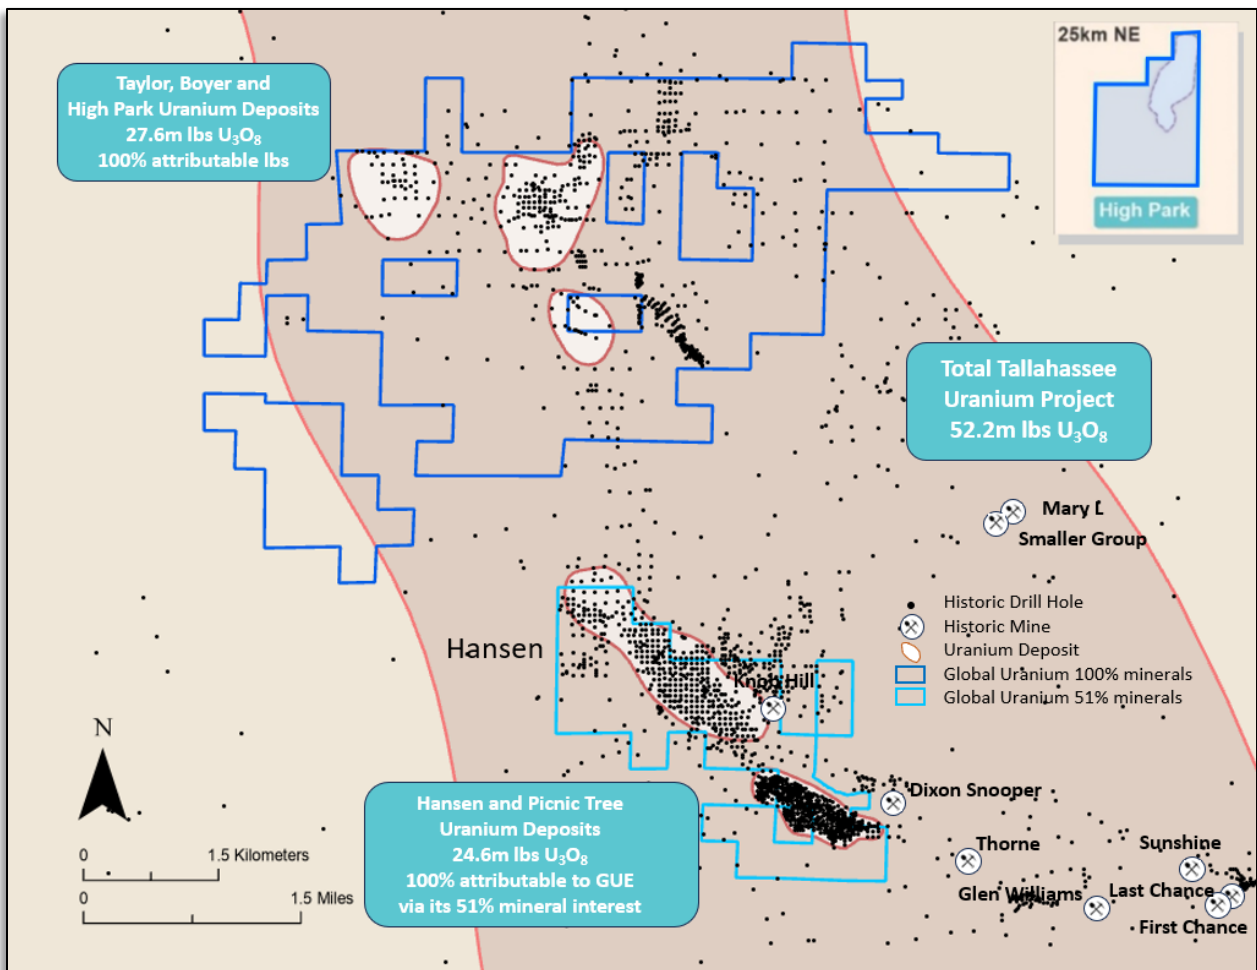 25km NE
High Park
Taylor, Boyer and
High Park Uranium Deposits
27.6m lbs U₃O₈
100% attributable lbs
Total Tallahassee
Uranium Project
52.2m lbs U₃O₈
Mary L
Smaller Group
Historic Drill Hole
Historic Mine
Uranium Deposit
Global Uranium 100% minerals
Global Uranium 51% minerals
Hansen
Knob Hill
N
Dixon Snooper
Hansen and Picnic Tree
Uranium Deposits
24.6m lbs U₃O₈
100% attributable to GUE
via its 51% mineral interest
Thorne
Sunshine
Glen Williams
Last Chance
First Chance
0 1.5 Kilometers
0 1.5 Miles